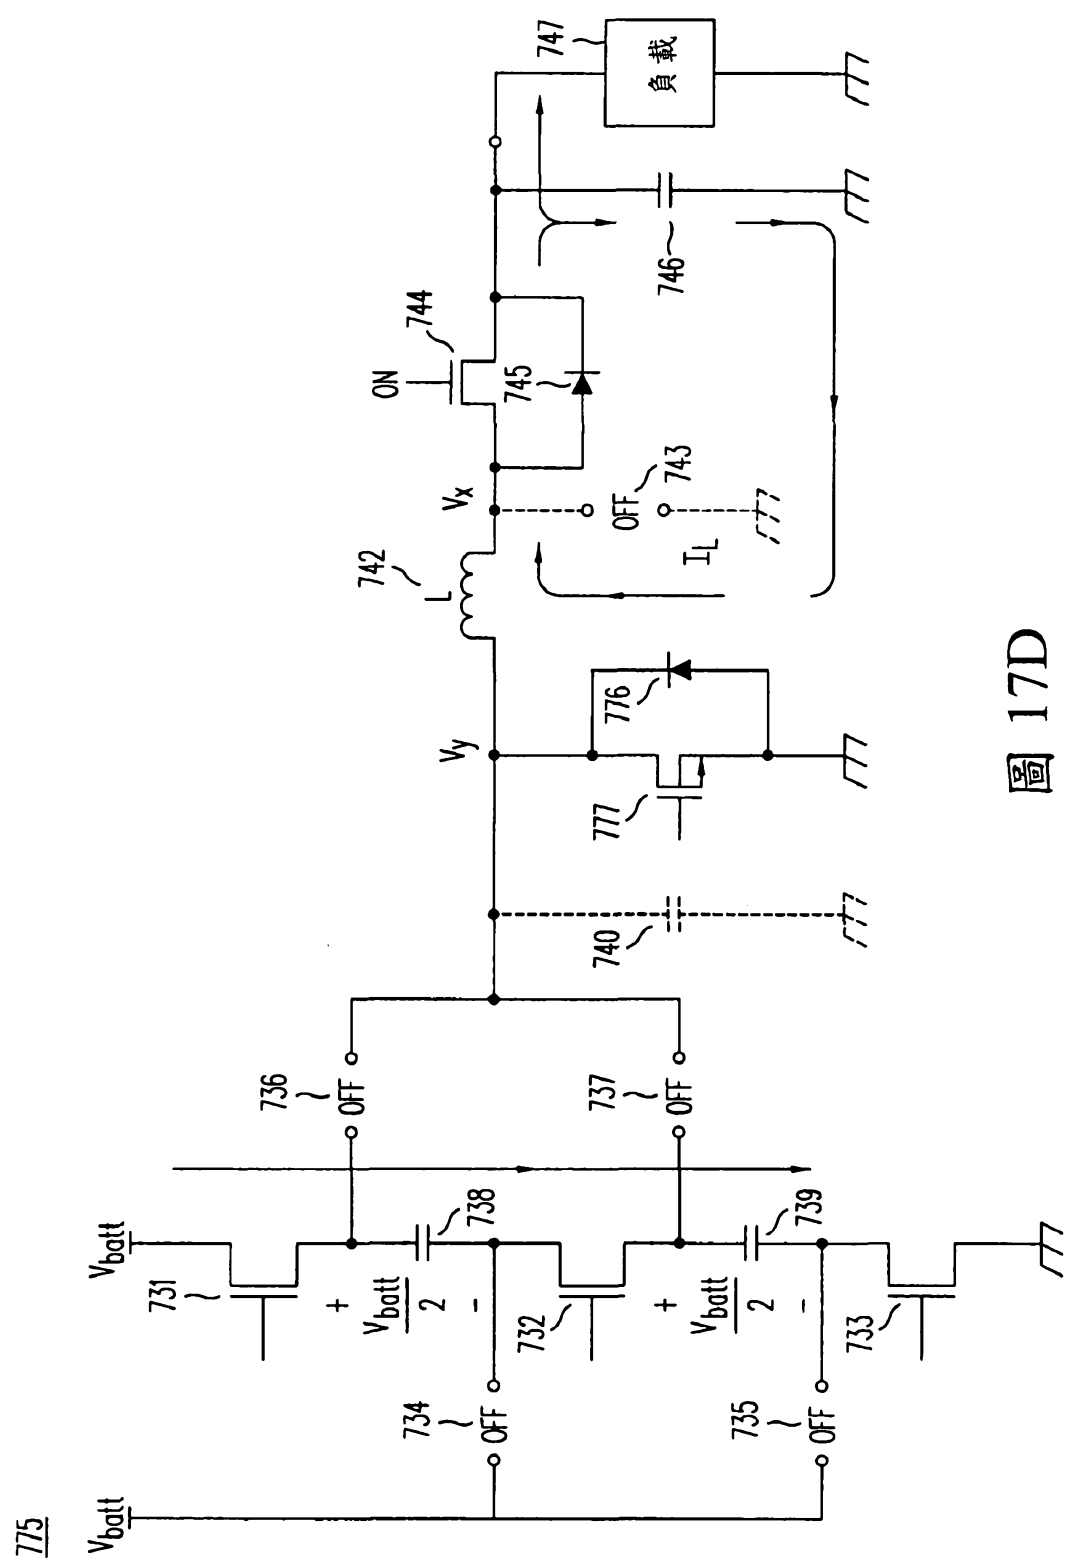 775
Vbatt
Vbatt
731
+
Vbatt
2
-
738
734
OFF
732
+
Vbatt
2
-
739
735
OFF
733
736
OFF
737
OFF
740
Vy
777
776
742
L
IL
Vx
OFF
743
ON
744
745
746
747
負載
圖 17D